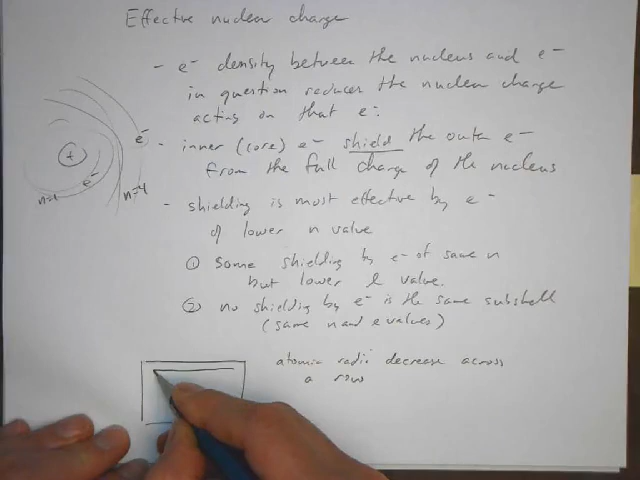 Effective nuclear charge
- e⁻ density between the nucleus and e⁻
in question reduces the nuclear charge
acting on that e⁻.
- inner (core) e⁻ shield the outer e⁻
from the full charge of the nucleus
- shielding is most effective by e⁻
of lower n value
① Some shielding by e⁻ of same n
but lower l value.
② no shielding by e⁻ is the same subshell
(same n and l values)
atomic radii decrease across
a row
+
e⁻
e⁻
n=4